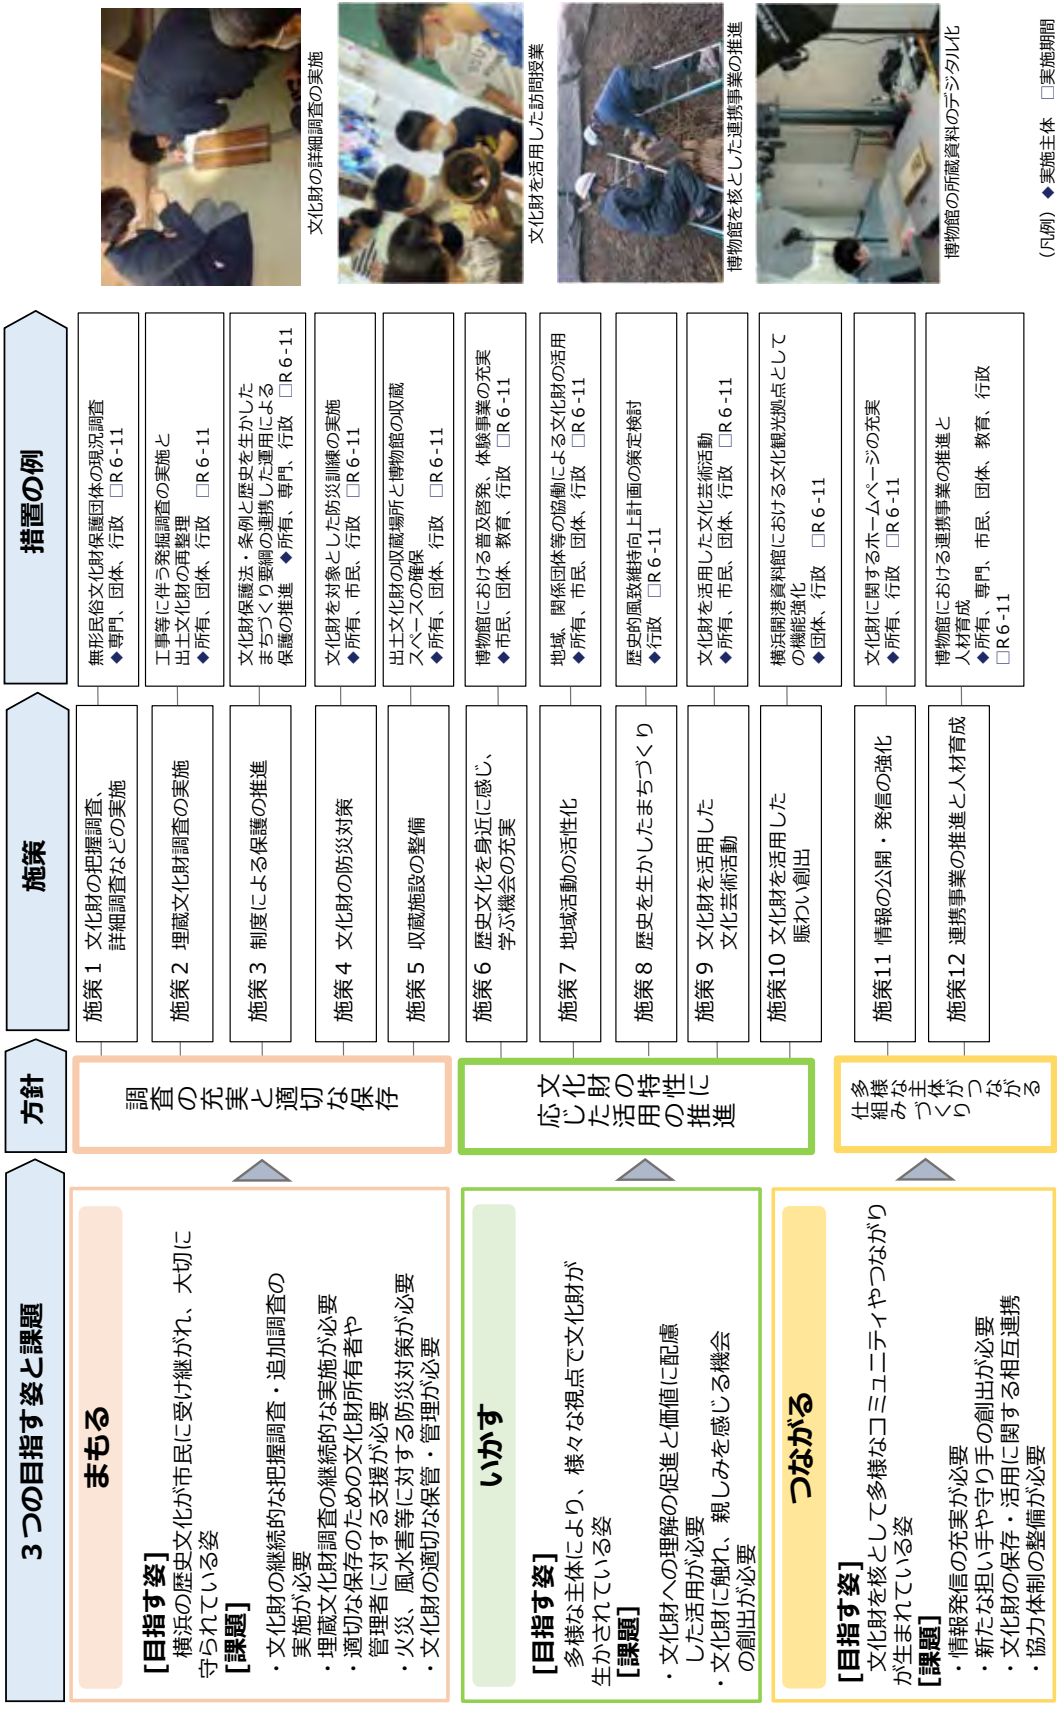 ３つの目指す姿と課題
方針
施策
措置の例
まもる
[目指す姿]
横浜の歴史文化が市民に受け継がれ、大切に
守られている姿
[課題]
・文化財の継続的な把握調査・追加調査の
実施が必要
・埋蔵文化財調査の継続的な実施が必要
・適切な保存のための文化財所有者や
管理者に対する支援が必要
・火災、風水害等に対する防災対策が必要
・文化財の適切な保管・管理が必要
調査の充実と適切な保存
施策１ 文化財の把握調査、
詳細調査などの実施
無形民俗文化財保護団体の現況調査
◆専門、団体、行政 □R６-11
施策２ 埋蔵文化財調査の実施
工事等に伴う発掘調査の実施と
出土文化財の再整理
◆所有、団体、行政 □R６-11
施策３ 制度による保護の推進
文化財保護法・条例と歴史を生かした
まちづくり要綱の連携した運用による
保護の推進 ◆所有、専門、行政 □R６-11
施策４ 文化財の防災対策
文化財を対象とした防災訓練の実施
◆所有、市民、行政 □R６-11
施策５ 収蔵施設の整備
出土文化財の収蔵場所と博物館の収蔵
スペースの確保
◆所有、団体、行政 □R６-11
いかす
[目指す姿]
多様な主体により、様々な視点で文化財が
生かされている姿
[課題]
・文化財への理解の促進と価値に配慮
した活用が必要
・文化財に触れ、親しみを感じる機会
の創出が必要
文化財の特性に
応じた活用の推進
施策６ 歴史文化を身近に感じ、
学ぶ機会の充実
博物館における普及啓発、体験事業の充実
◆市民、団体、教育、行政 □R６-11
施策７ 地域活動の活性化
地域、関係団体等の協働による文化財の活用
◆所有、市民、団体、行政 □R６-11
施策８ 歴史を生かしたまちづくり
歴史的風致維持向上計画の策定検討
◆行政 □R６-11
施策９ 文化財を活用した
文化芸術活動
文化財を活用した文化芸術活動
◆所有、市民、団体、行政 □R６-11
施策10 文化財を活用した
賑わい創出
横浜開港資料館における文化観光拠点として
の機能強化
◆団体、行政 □R６-11
つながる
[目指す姿]
文化財を核として多様なコミュニティやつながり
が生まれている姿
[課題]
・情報発信の充実が必要
・新たな担い手や守り手の創出が必要
・文化財の保存・活用に関する相互連携
・協力体制の整備が必要
多様な主体がつながる
仕組みづくり
施策11 情報の公開・発信の強化
文化財に関するホームページの充実
◆所有、行政 □R６-11
施策12 連携事業の推進と人材育成
博物館における連携事業の推進と
人材育成
◆所有、専門、市民、団体、教育、行政
□R６-11
文化財の詳細調査の実施
文化財を活用した訪問授業
博物館を核とした連携事業の推進
博物館の所蔵資料のデジタル化
（凡例）◆実施主体 □実施期間